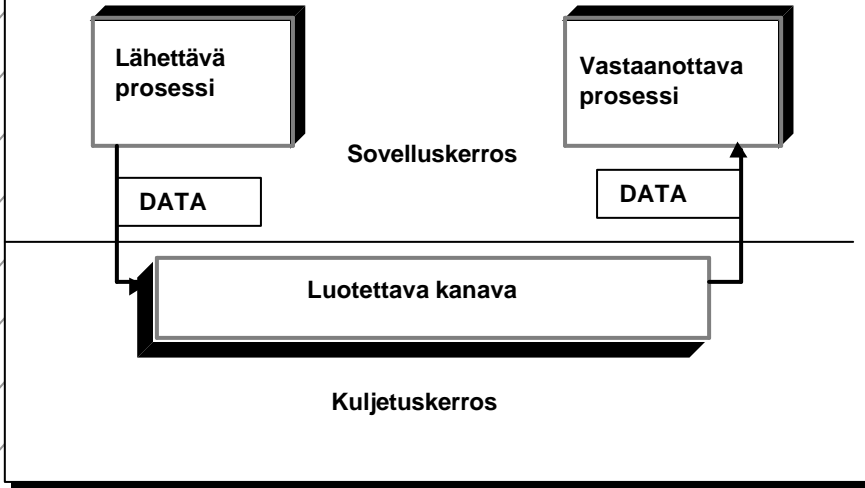 Lähettävä
prosessi
Vastaanottava
prosessi
Sovelluskerros
DATA
DATA
Luotettava kanava
Kuljetuskerros